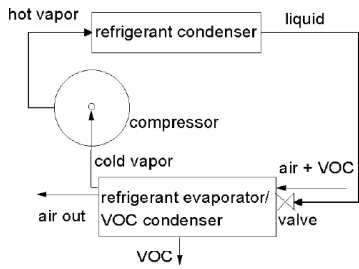 hot vapor
liquid
refrigerant condenser
compressor
cold vapor
air + VOC
refrigerant evaporator/
VOC condenser
air out
valve
VOC